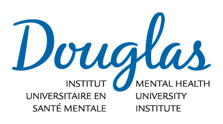 Douglas
INSTITUT
UNIVERSITAIRE EN
SANTÉ MENTALE
MENTAL HEALTH
UNIVERSITY
INSTITUTE